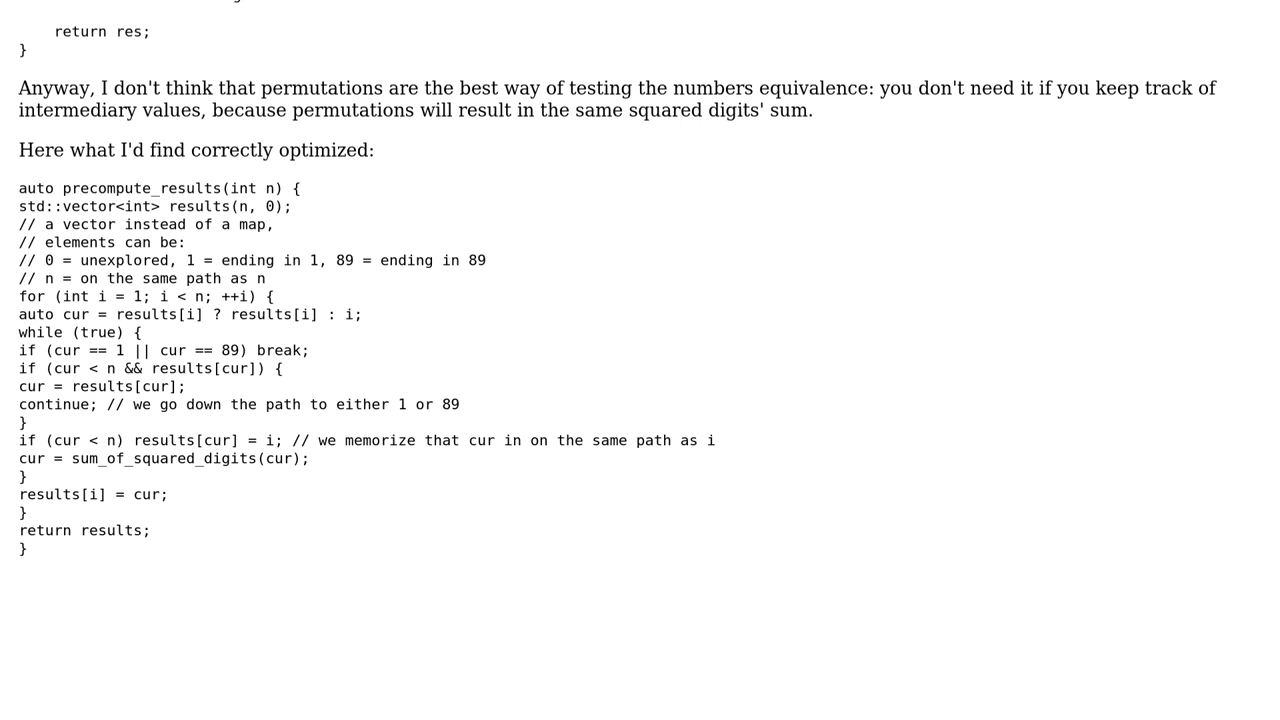 return res;
}
Anyway, I don't think that permutations are the best way of testing the numbers equivalence: you don't need it if you keep track of
intermediary values, because permutations will result in the same squared digits' sum.
Here what I'd find correctly optimized:
auto precompute_results(int n) {
std::vector<int> results(n, 0);
// a vector instead of a map,
// elements can be:
// 0 = unexplored, 1 = ending in 1, 89 = ending in 89
// n = on the same path as n
for (int i = 1; i < n; ++i) {
auto cur = results[i] ? results[i] : i;
while (true) {
if (cur == 1 || cur == 89) break;
if (cur < n && results[cur]) {
cur = results[cur];
continue; // we go down the path to either 1 or 89
}
if (cur < n) results[cur] = i; // we memorize that cur in on the same path as i
cur = sum_of_squared_digits(cur);
}
results[i] = cur;
}
return results;
}